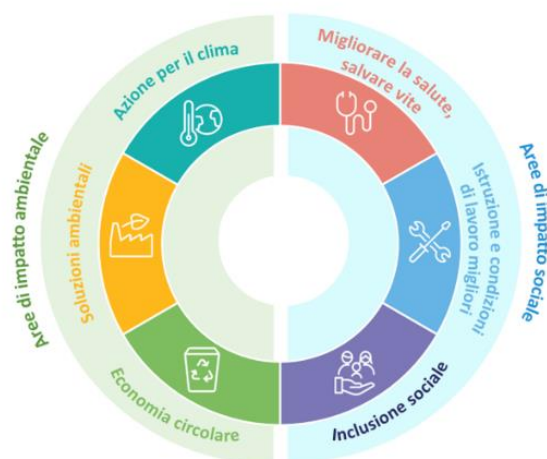 Aree di impatto ambientale
Azione per il clima
Soluzioni ambientali
Economia circolare
Migliorare la salute,
salvare vite
Istruzione e condizioni
di lavoro migliori
Inclusione sociale
Aree di impatto
sociale